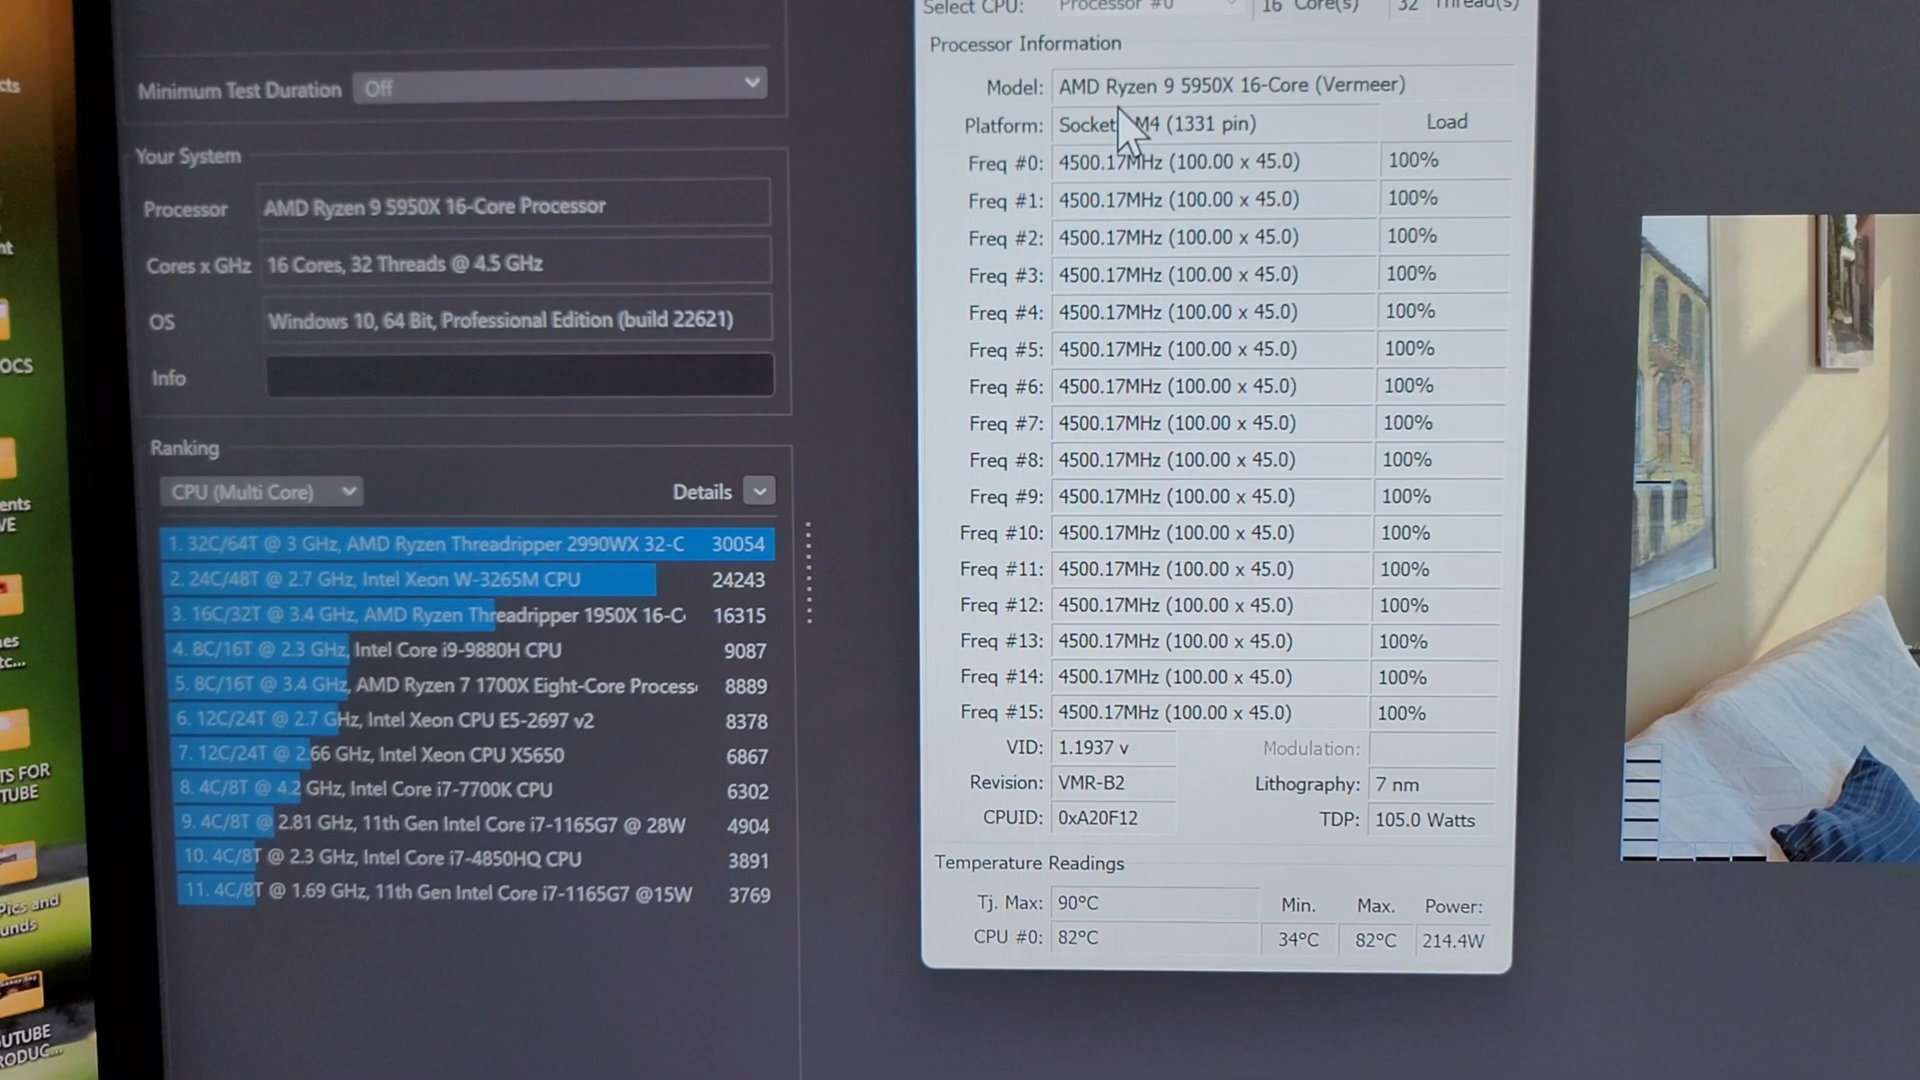 Minimum Test Duration Off
Your System
Processor AMD Ryzen 9 5950X 16-Core Processor
Cores x GHz 16 Cores, 32 Threads @ 4.5 GHz
OS Windows 10, 64 Bit, Professional Edition (build 22621)
Info
Ranking
CPU (Multi Core) Details
1. 32C/64T @ 3 GHz, AMD Ryzen Threadripper 2990WX 32-C 30054
2. 24C/48T @ 2.7 GHz, Intel Xeon W-3265M CPU 24243
3. 16C/32T @ 3.4 GHz, AMD Ryzen Threadripper 1950X 16-C 16315
4. 8C/16T @ 2.3 GHz, Intel Core i9-9880H CPU 9087
5. 8C/16T @ 3.4 GHz, AMD Ryzen 7 1700X Eight-Core Process 8889
6. 12C/24T @ 2.7 GHz, Intel Xeon CPU E5-2697 v2 8378
7. 12C/24T @ 2.66 GHz, Intel Xeon CPU X5650 6867
8. 4C/8T @ 4.2 GHz, Intel Core i7-7700K CPU 6302
9. 4C/8T @ 2.81 GHz, 11th Gen Intel Core i7-1165G7 @ 28W 4904
10. 4C/8T @ 2.3 GHz, Intel Core i7-4850HQ CPU 3891
11. 4C/8T @ 1.69 GHz, 11th Gen Intel Core i7-1165G7 @15W 3769
Select CPU: Processor #0 16 Core(s) 32 Thread(s)
Processor Information
Model: AMD Ryzen 9 5950X 16-Core (Vermeer)
Platform: Socket M4 (1331 pin) Load
Freq #0: 4500.17MHz (100.00 x 45.0) 100%
Freq #1: 4500.17MHz (100.00 x 45.0) 100%
Freq #2: 4500.17MHz (100.00 x 45.0) 100%
Freq #3: 4500.17MHz (100.00 x 45.0) 100%
Freq #4: 4500.17MHz (100.00 x 45.0) 100%
Freq #5: 4500.17MHz (100.00 x 45.0) 100%
Freq #6: 4500.17MHz (100.00 x 45.0) 100%
Freq #7: 4500.17MHz (100.00 x 45.0) 100%
Freq #8: 4500.17MHz (100.00 x 45.0) 100%
Freq #9: 4500.17MHz (100.00 x 45.0) 100%
Freq #10: 4500.17MHz (100.00 x 45.0) 100%
Freq #11: 4500.17MHz (100.00 x 45.0) 100%
Freq #12: 4500.17MHz (100.00 x 45.0) 100%
Freq #13: 4500.17MHz (100.00 x 45.0) 100%
Freq #14: 4500.17MHz (100.00 x 45.0) 100%
Freq #15: 4500.17MHz (100.00 x 45.0) 100%
VID: 1.1937 v Modulation:
Revision: VMR-B2 Lithography: 7 nm
CPUID: 0xA20F12 TDP: 105.0 Watts
Temperature Readings
Tj. Max: 90°C Min. Max. Power:
CPU #0: 82°C 34°C 82°C 214.4W